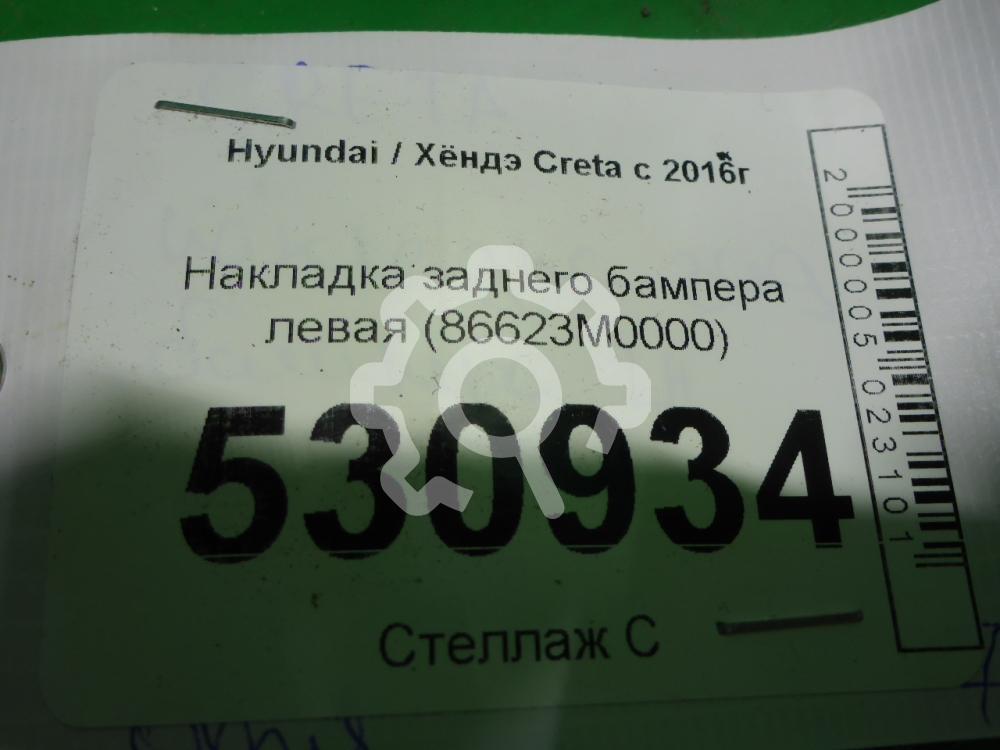 Hyundai / Хёндэ Creta с 2016г
Накладка заднего бампера
левая (86623M0000)
530934
Стеллаж С
2000005023101